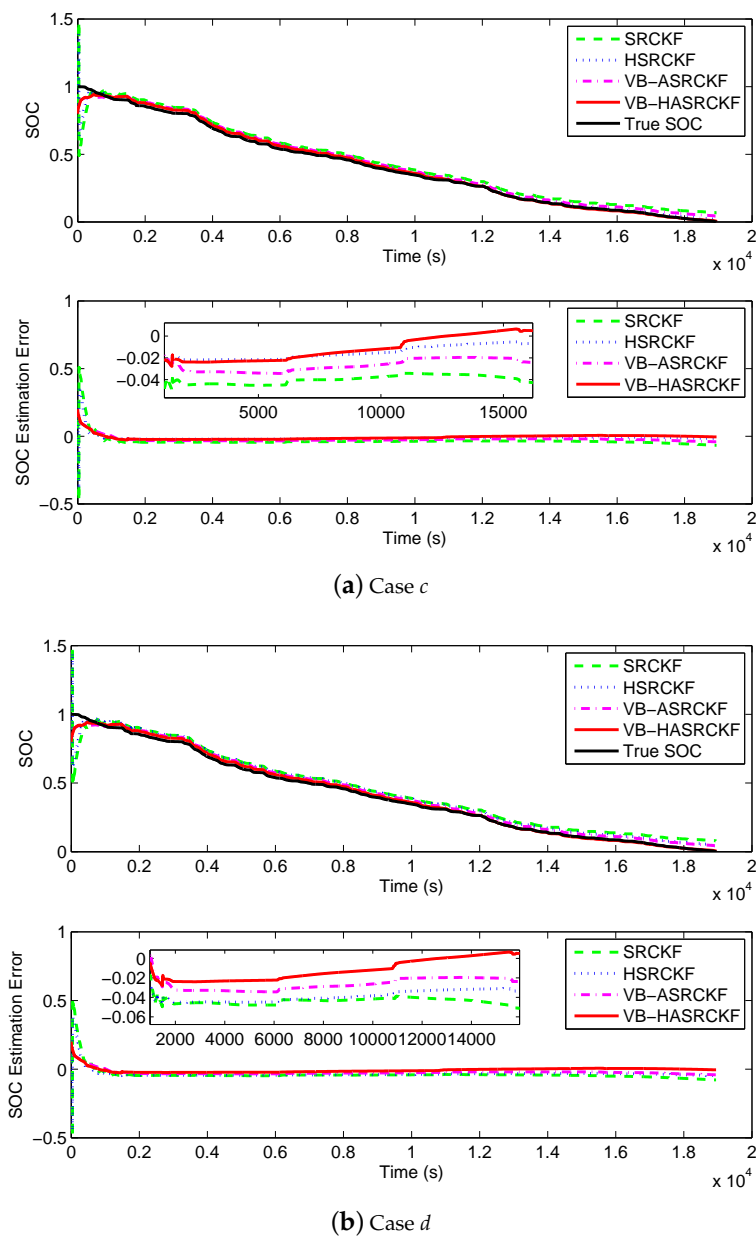 1.5
1
0.5
0
SOC
SRCKF
HSRCKF
VB−ASRCKF
VB−HASRCKF
True SOC
0 0.2 0.4 0.6 0.8 1 1.2 1.4 1.6 1.8 2
Time (s)
x 10^4
1
0.5
0
−0.5
SOC Estimation Error
0
−0.02
−0.04
5000 10000 15000
SRCKF
HSRCKF
VB−ASRCKF
VB−HASRCKF
0 0.2 0.4 0.6 0.8 1 1.2 1.4 1.6 1.8 2
Time (s)
x 10^4
(a) Case c
1.5
1
0.5
0
SOC
SRCKF
HSRCKF
VB−ASRCKF
VB−HASRCKF
True SOC
0 0.2 0.4 0.6 0.8 1 1.2 1.4 1.6 1.8 2
Time (s)
x 10^4
1
0.5
0
−0.5
SOC Estimation Error
0
−0.02
−0.04
−0.06
2000 4000 6000 8000 10000 12000 14000
SRCKF
HSRCKF
VB−ASRCKF
VB−HASRCKF
0 0.2 0.4 0.6 0.8 1 1.2 1.4 1.6 1.8 2
Time (s)
x 10^4
(b) Case d